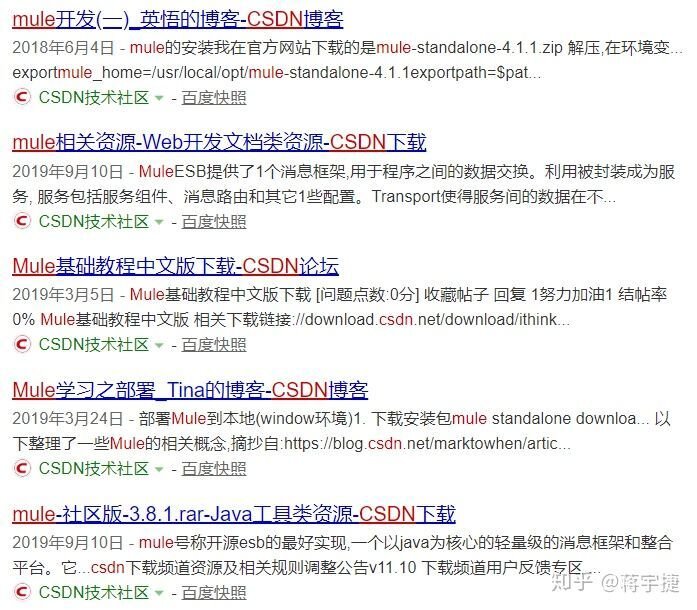 mule开发(一)_英悟的博客-CSDN博客
2018年6月4日 - mule的安装我在官方网站下载的是mule-standalone-4.1.1.zip 解压,在环境变...
exportmule_home=/usr/local/opt/mule-standalone-4.1.1exportpath=$pat...
CSDN技术社区 - 百度快照
mule相关资源-Web开发文档类资源-CSDN下载
2019年9月10日 - MuleESB提供了1个消息框架,用于程序之间的数据交换。利用被封装成为服
务, 服务包括服务组件、消息路由和其它1些配置。Transport使得服务间的数据在不...
CSDN技术社区 - 百度快照
Mule基础教程中文版下载-CSDN论坛
2019年3月5日 - Mule基础教程中文版下载 [问题点数:0分] 收藏帖子 回复 1努力加油1 结帖率
0% Mule基础教程中文版 相关下载链接://download.csdn.net/download/ithink...
CSDN技术社区 - 百度快照
Mule学习之部署_Tina的博客-CSDN博客
2019年3月24日 - 部署Mule到本地(window环境)1. 下载安装包mule standalone downloa... 以
下整理了一些Mule的相关概念,摘抄自:https://blog.csdn.net/marktowhen/artic...
CSDN技术社区 - 百度快照
mule-社区版-3.8.1.rar-Java工具类资源-CSDN下载
2019年9月10日 - mule号称开源esb的最好实现,一个以java为核心的轻量级的消息框架和整合
平台。它...csdn下载频道资源及相关规则调整公告v11.10 下载频道用户反馈专区 ...
CSDN技术社区 - 百度快照
知乎 @蒋宇捷